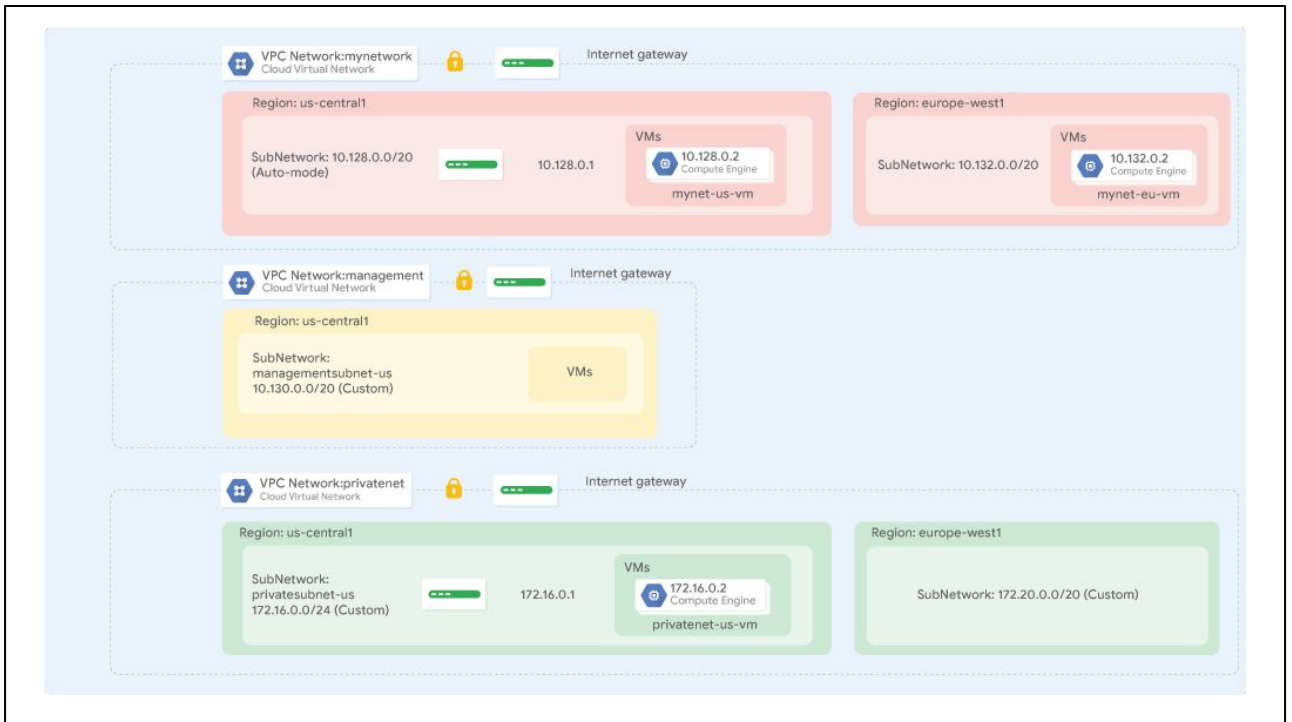 VPC Network:mynetwork
Cloud Virtual Network
Internet gateway
Region: us-central1
SubNetwork: 10.128.0.0/20
(Auto-mode)
10.128.0.1
VMs
10.128.0.2
Compute Engine
mynet-us-vm
Region: europe-west1
SubNetwork: 10.132.0.0/20
VMs
10.132.0.2
Compute Engine
mynet-eu-vm
VPC Network:management
Cloud Virtual Network
Internet gateway
Region: us-central1
SubNetwork:
managementsubnet-us
10.130.0.0/20 (Custom)
VMs
VPC Network:privatenet
Cloud Virtual Network
Internet gateway
Region: us-central1
SubNetwork:
privatesubnet-us
172.16.0.0/24 (Custom)
172.16.0.1
VMs
172.16.0.2
Compute Engine
privatenet-us-vm
Region: europe-west1
SubNetwork: 172.20.0.0/20 (Custom)